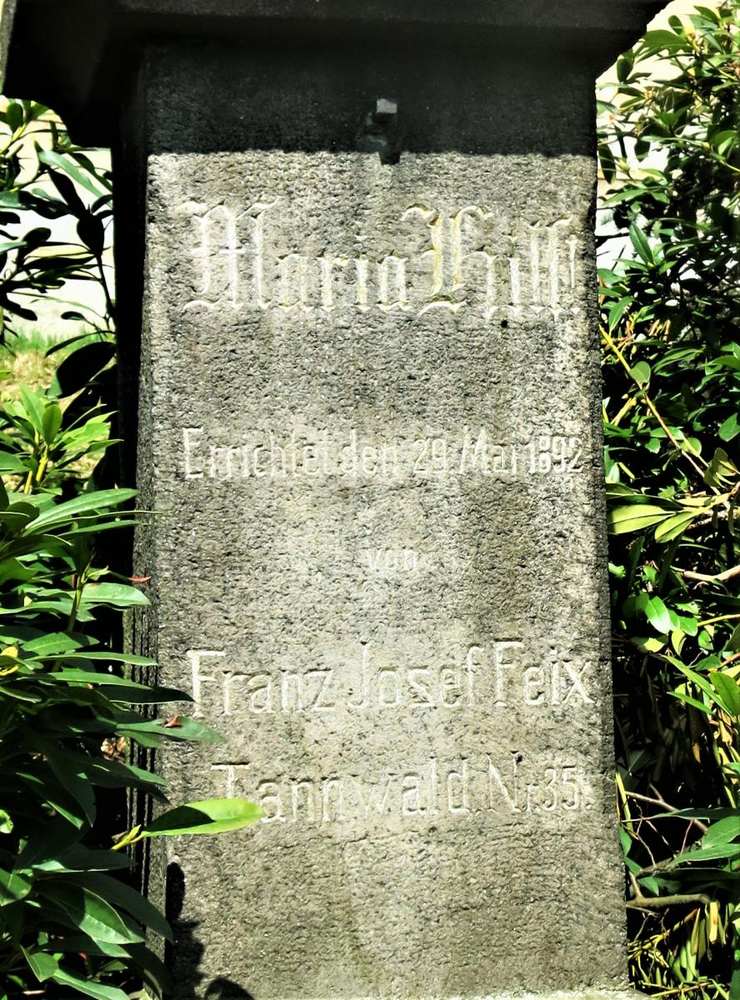 Maria Hilf!
Errichtet den 29. Mai 1892
von
Franz Josef Feix
Tannwald Nr. 35.